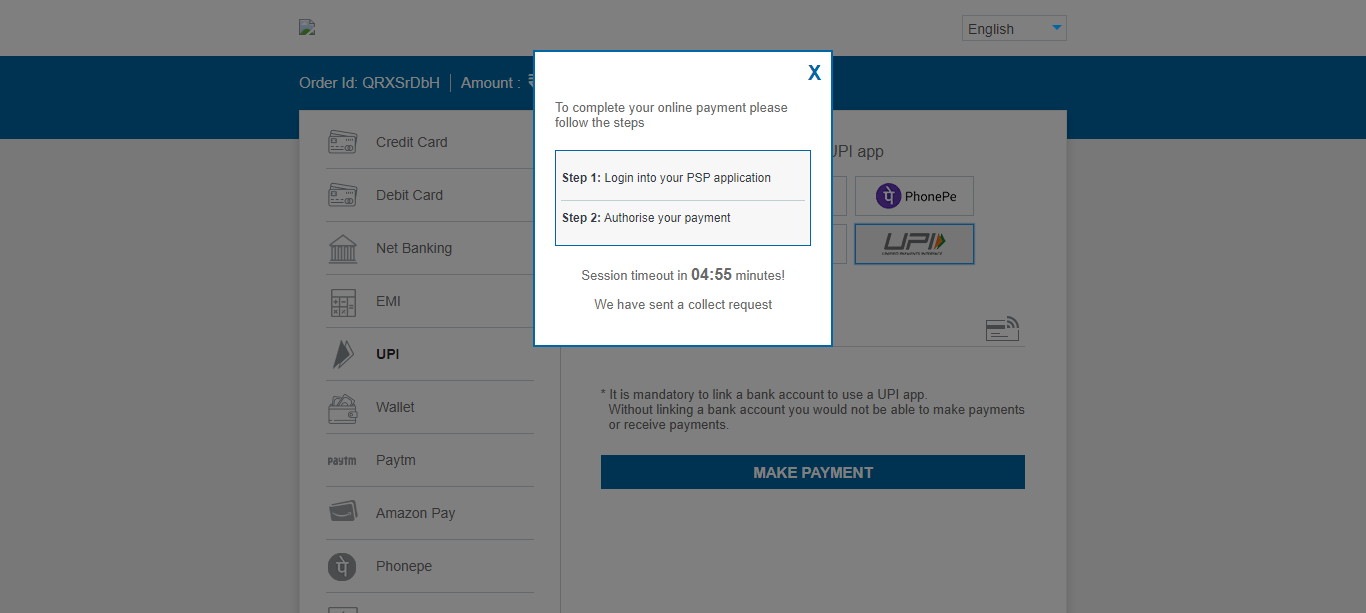 English
Order Id: QRXSrDbH
Amount :
X
To complete your online payment please
follow the steps
Step 1: Login into your PSP application
Step 2: Authorise your payment
Session timeout in 04:55 minutes!
We have sent a collect request
Credit Card
Debit Card
Net Banking
EMI
UPI
Wallet
Paytm
Paytm
Amazon Pay
Phonepe
UPI app
PhonePe
UPI
UNIFIED PAYMENTS INTERFACE
* It is mandatory to link a bank account to use a UPI app.
Without linking a bank account you would not be able to make payments
or receive payments.
MAKE PAYMENT